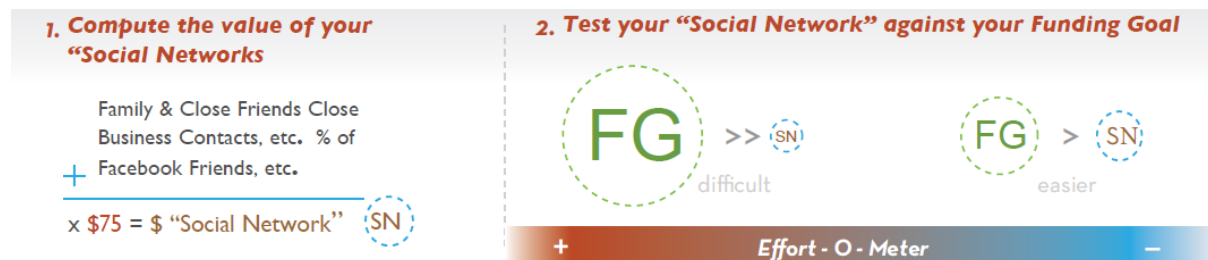 1. Compute the value of your
“Social Networks
Family & Close Friends Close
Business Contacts, etc. % of
+ Facebook Friends, etc.
x $75 = $ “Social Network” SN
2. Test your “Social Network” against your Funding Goal
FG >> SN
difficult
FG > SN
easier
+ Effort - O - Meter –